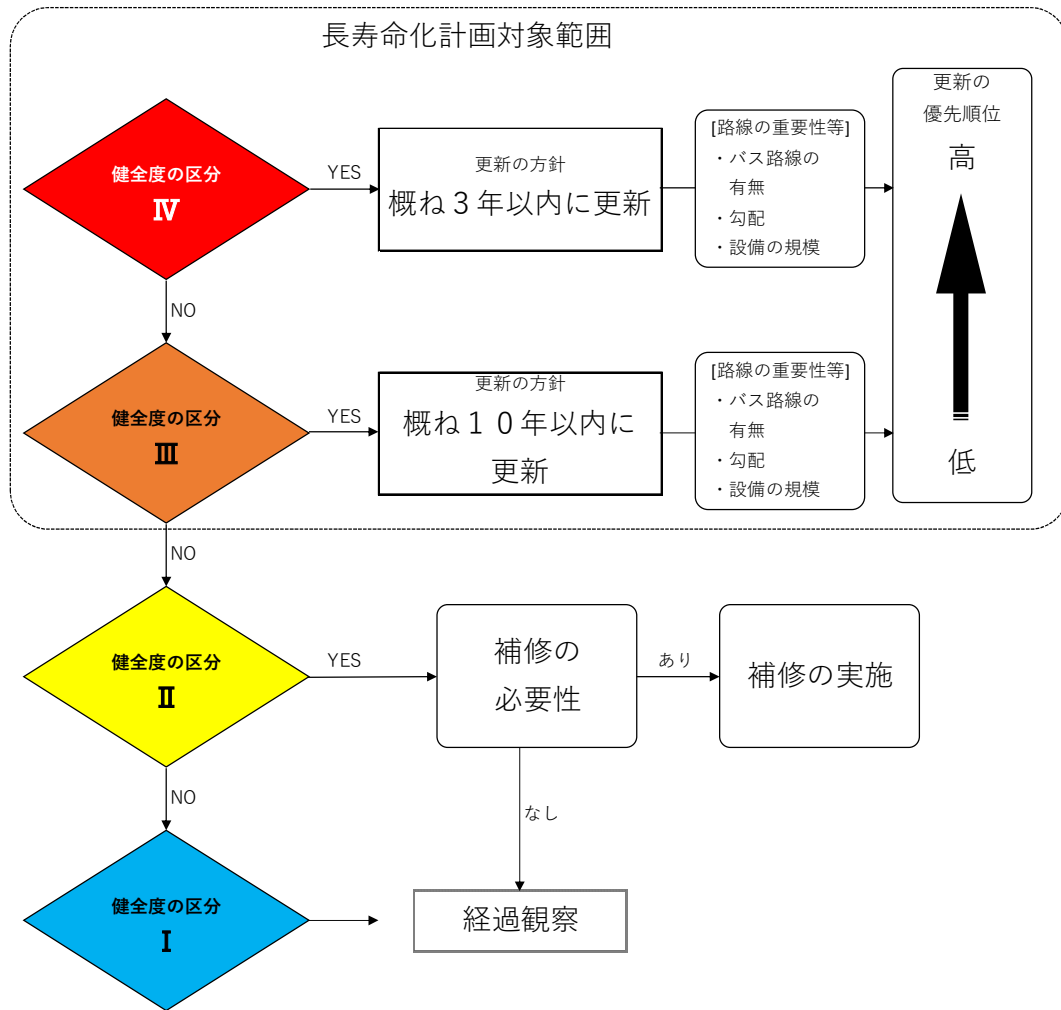 長寿命化計画対象範囲
健全度の区分
Ⅳ
YES
更新の方針
概ね３年以内に更新
[路線の重要性等]
・バス路線の
有無
・勾配
・設備の規模
更新の
優先順位
高
低
NO
健全度の区分
Ⅲ
YES
更新の方針
概ね１０年以内に
更新
[路線の重要性等]
・バス路線の
有無
・勾配
・設備の規模
NO
健全度の区分
Ⅱ
YES
補修の
必要性
あり
補修の実施
NO
なし
健全度の区分
Ⅰ
経過観察